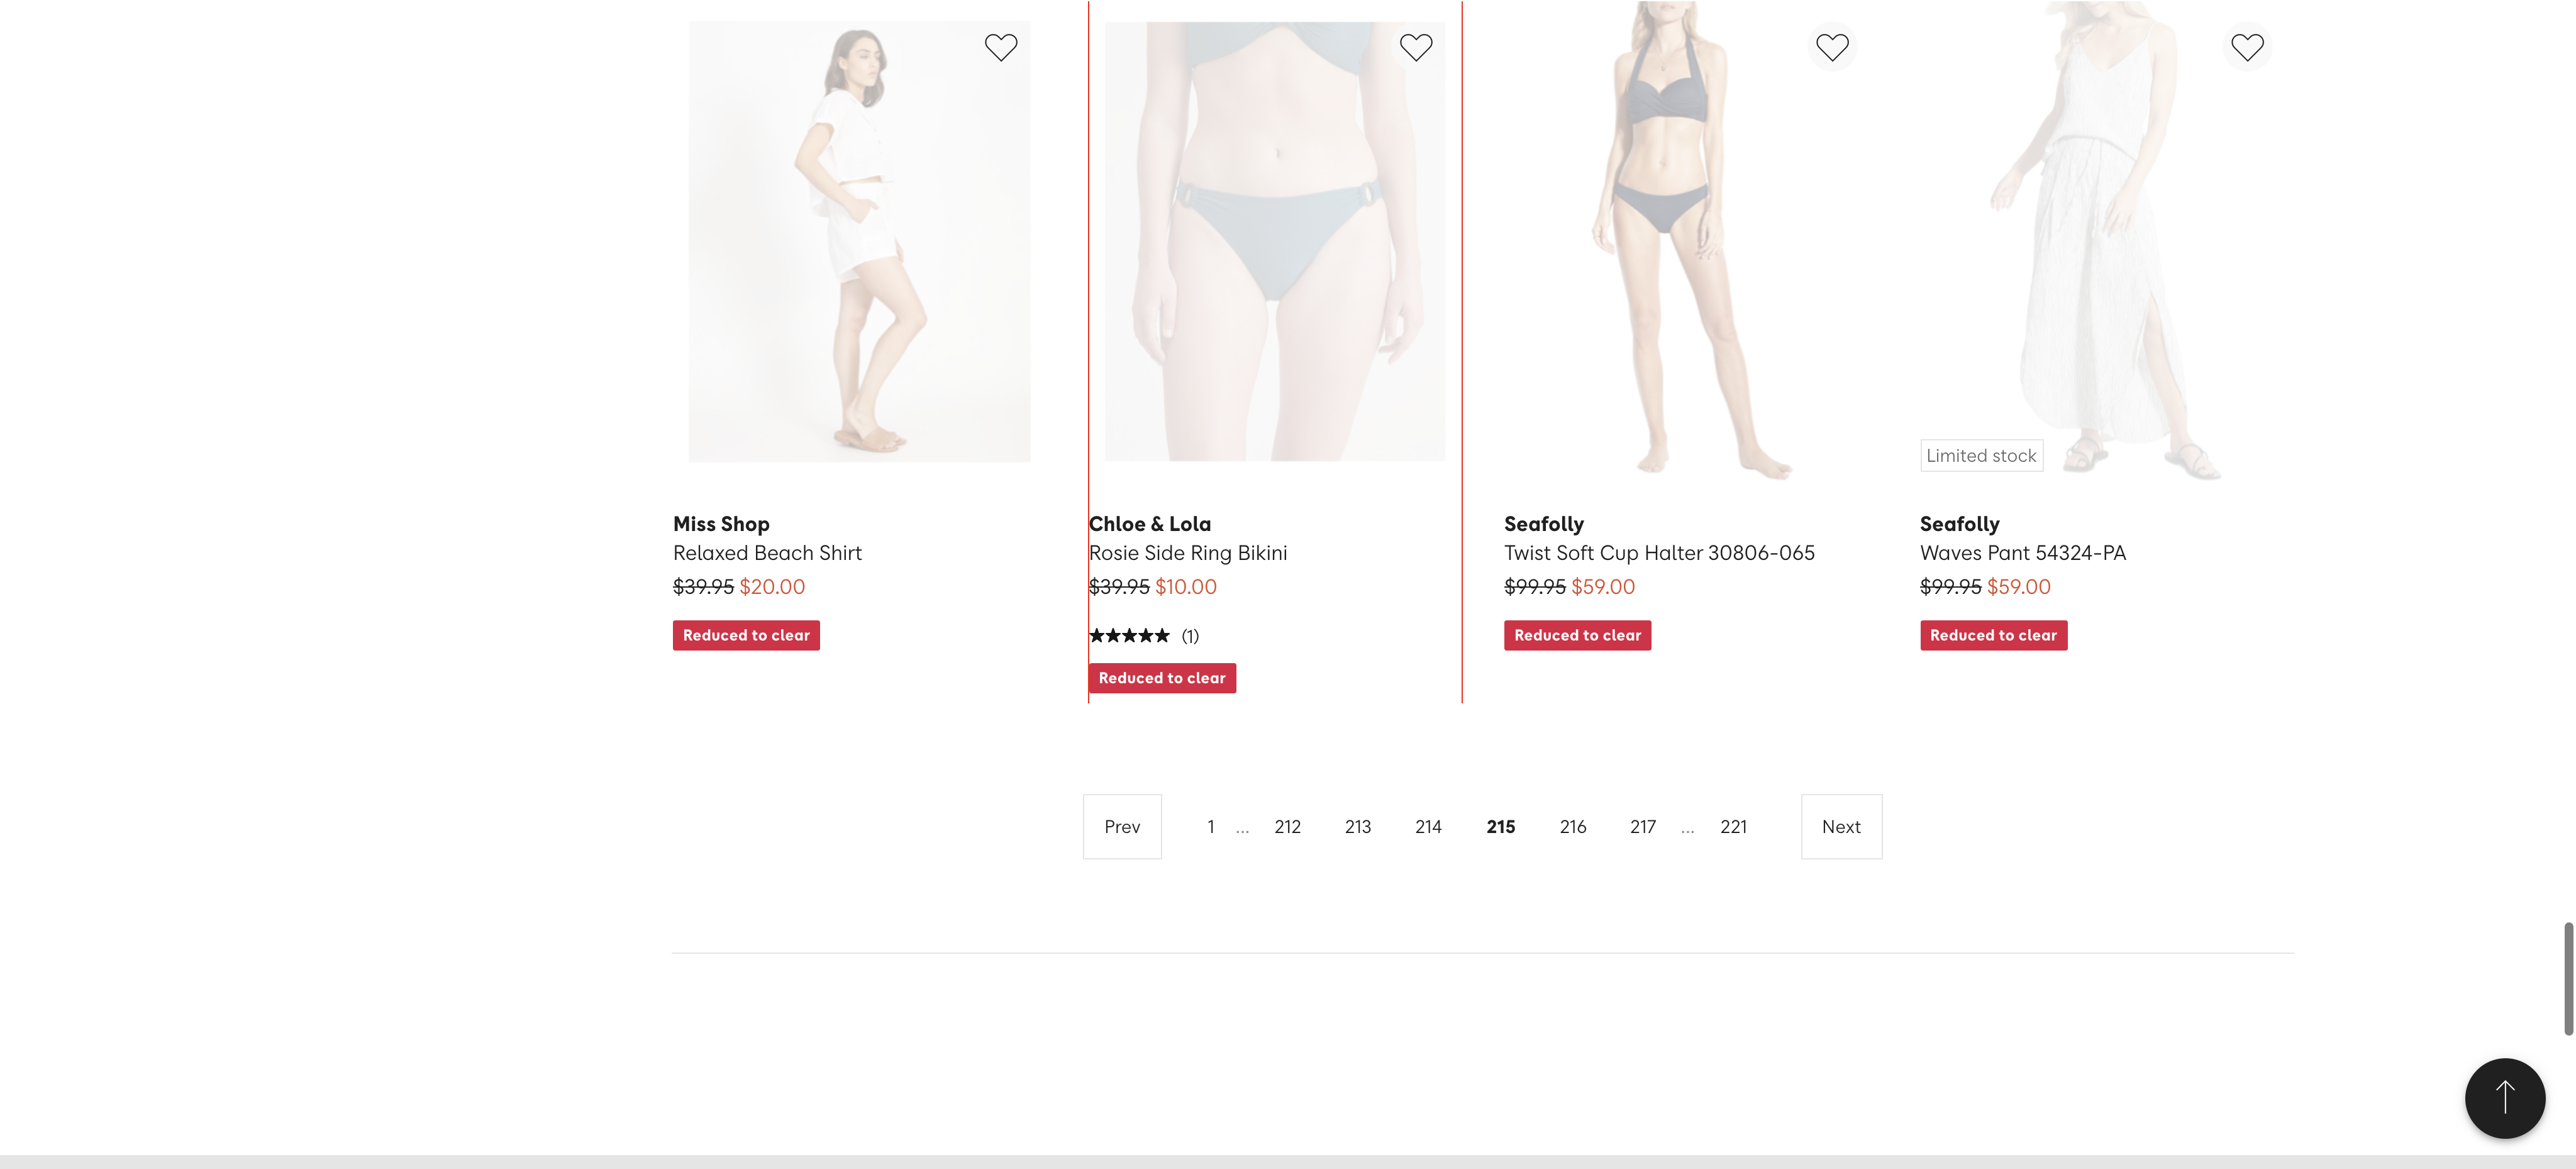 Limited stock
Miss Shop
Relaxed Beach Shirt
$39.95 $20.00
Reduced to clear
Chloe & Lola
Rosie Side Ring Bikini
$39.95 $10.00
(1)
Reduced to clear
Seafolly
Twist Soft Cup Halter 30806-065
$99.95 $59.00
Reduced to clear
Seafolly
Waves Pant 54324-PA
$99.95 $59.00
Reduced to clear
Prev 1 ... 212 213 214 215 216 217 ... 221 Next